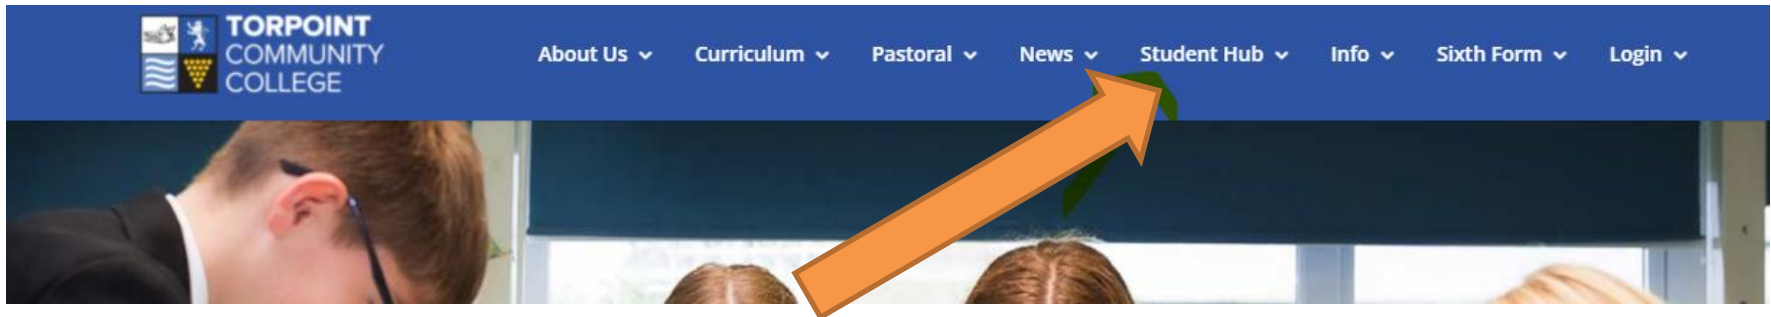 TORPOINT
COMMUNITY
COLLEGE
About Us Curriculum Pastoral News Student Hub Info Sixth Form Login